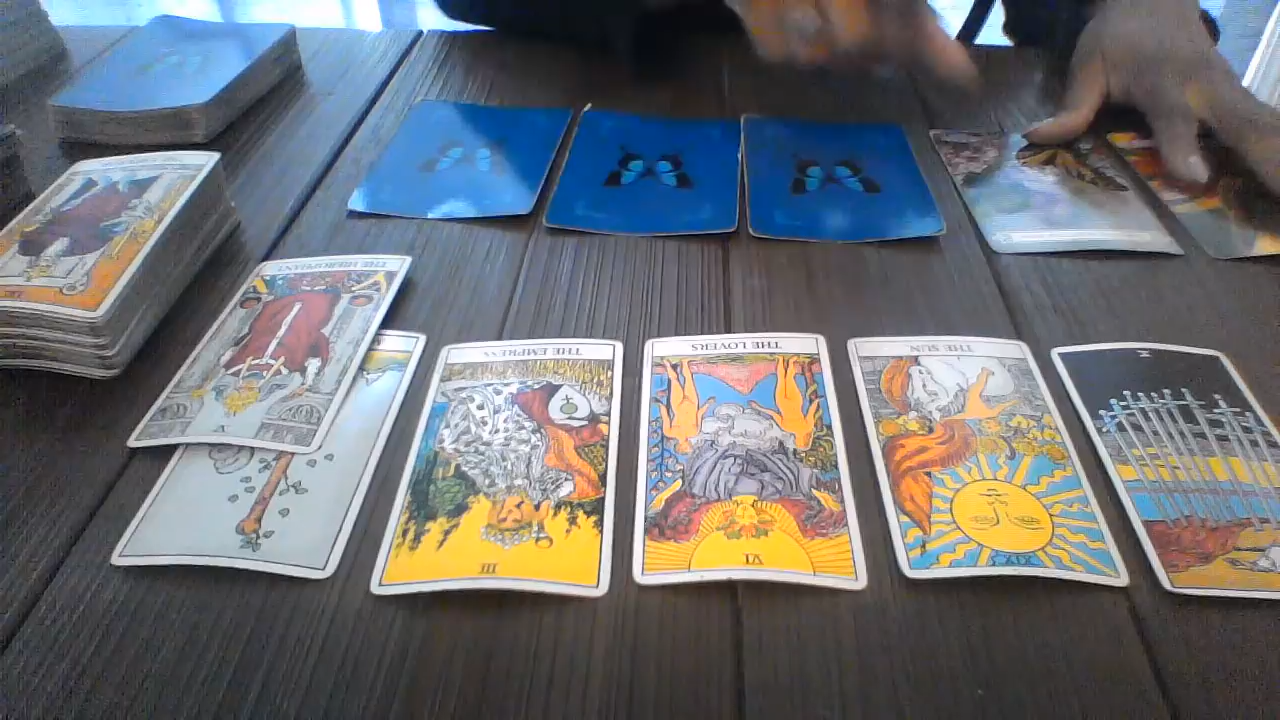 THE HIEROPHANT
V
THE EMPRESS
III
THE LOVERS
VI
THE SUN
XIX
X